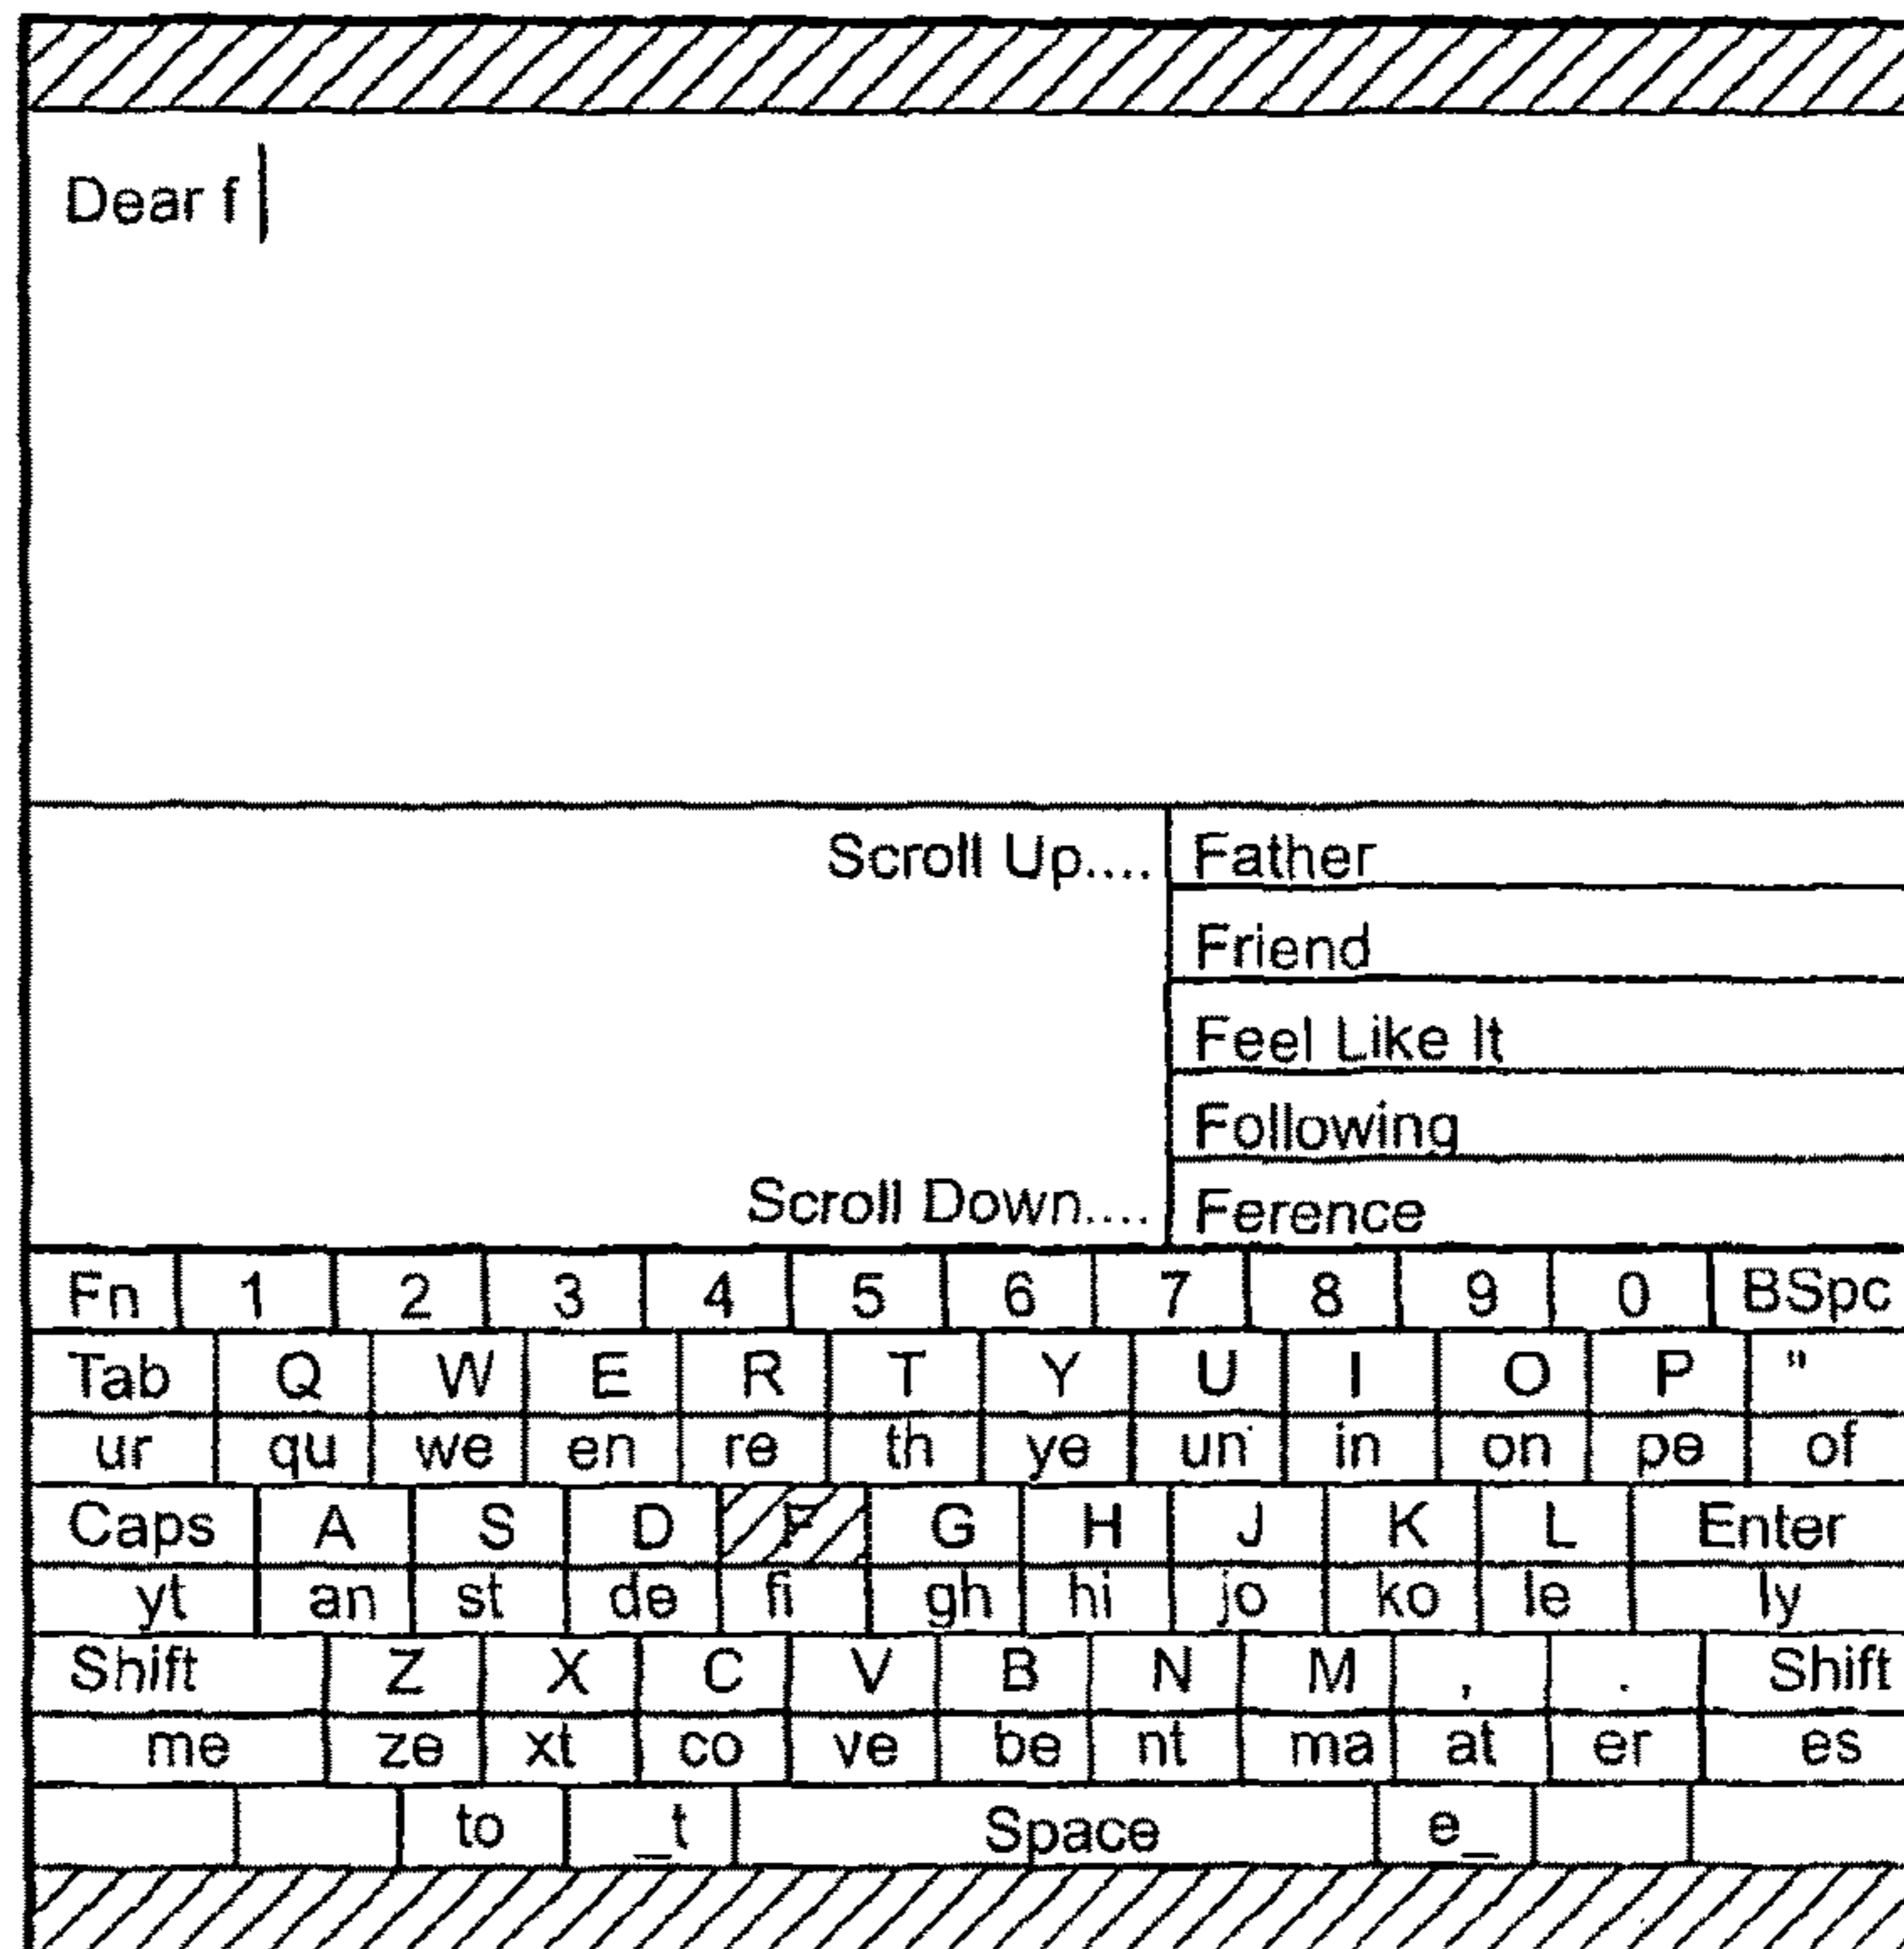 Dear f
Scroll Up.... Father
Friend
Feel Like It
Following
Scroll Down.... Ference
Fn 1 2 3 4 5 6 7 8 9 0 BSpc
Tab Q W E R T Y U I O P "
ur qu we en re th ye un in on pe of
Caps A S D F G H J K L Enter
yt an st de fi gh hi jo ko le ly
Shift Z X C V B N M , . Shift
me ze xt co ve be nt ma at er es
to _t Space e_